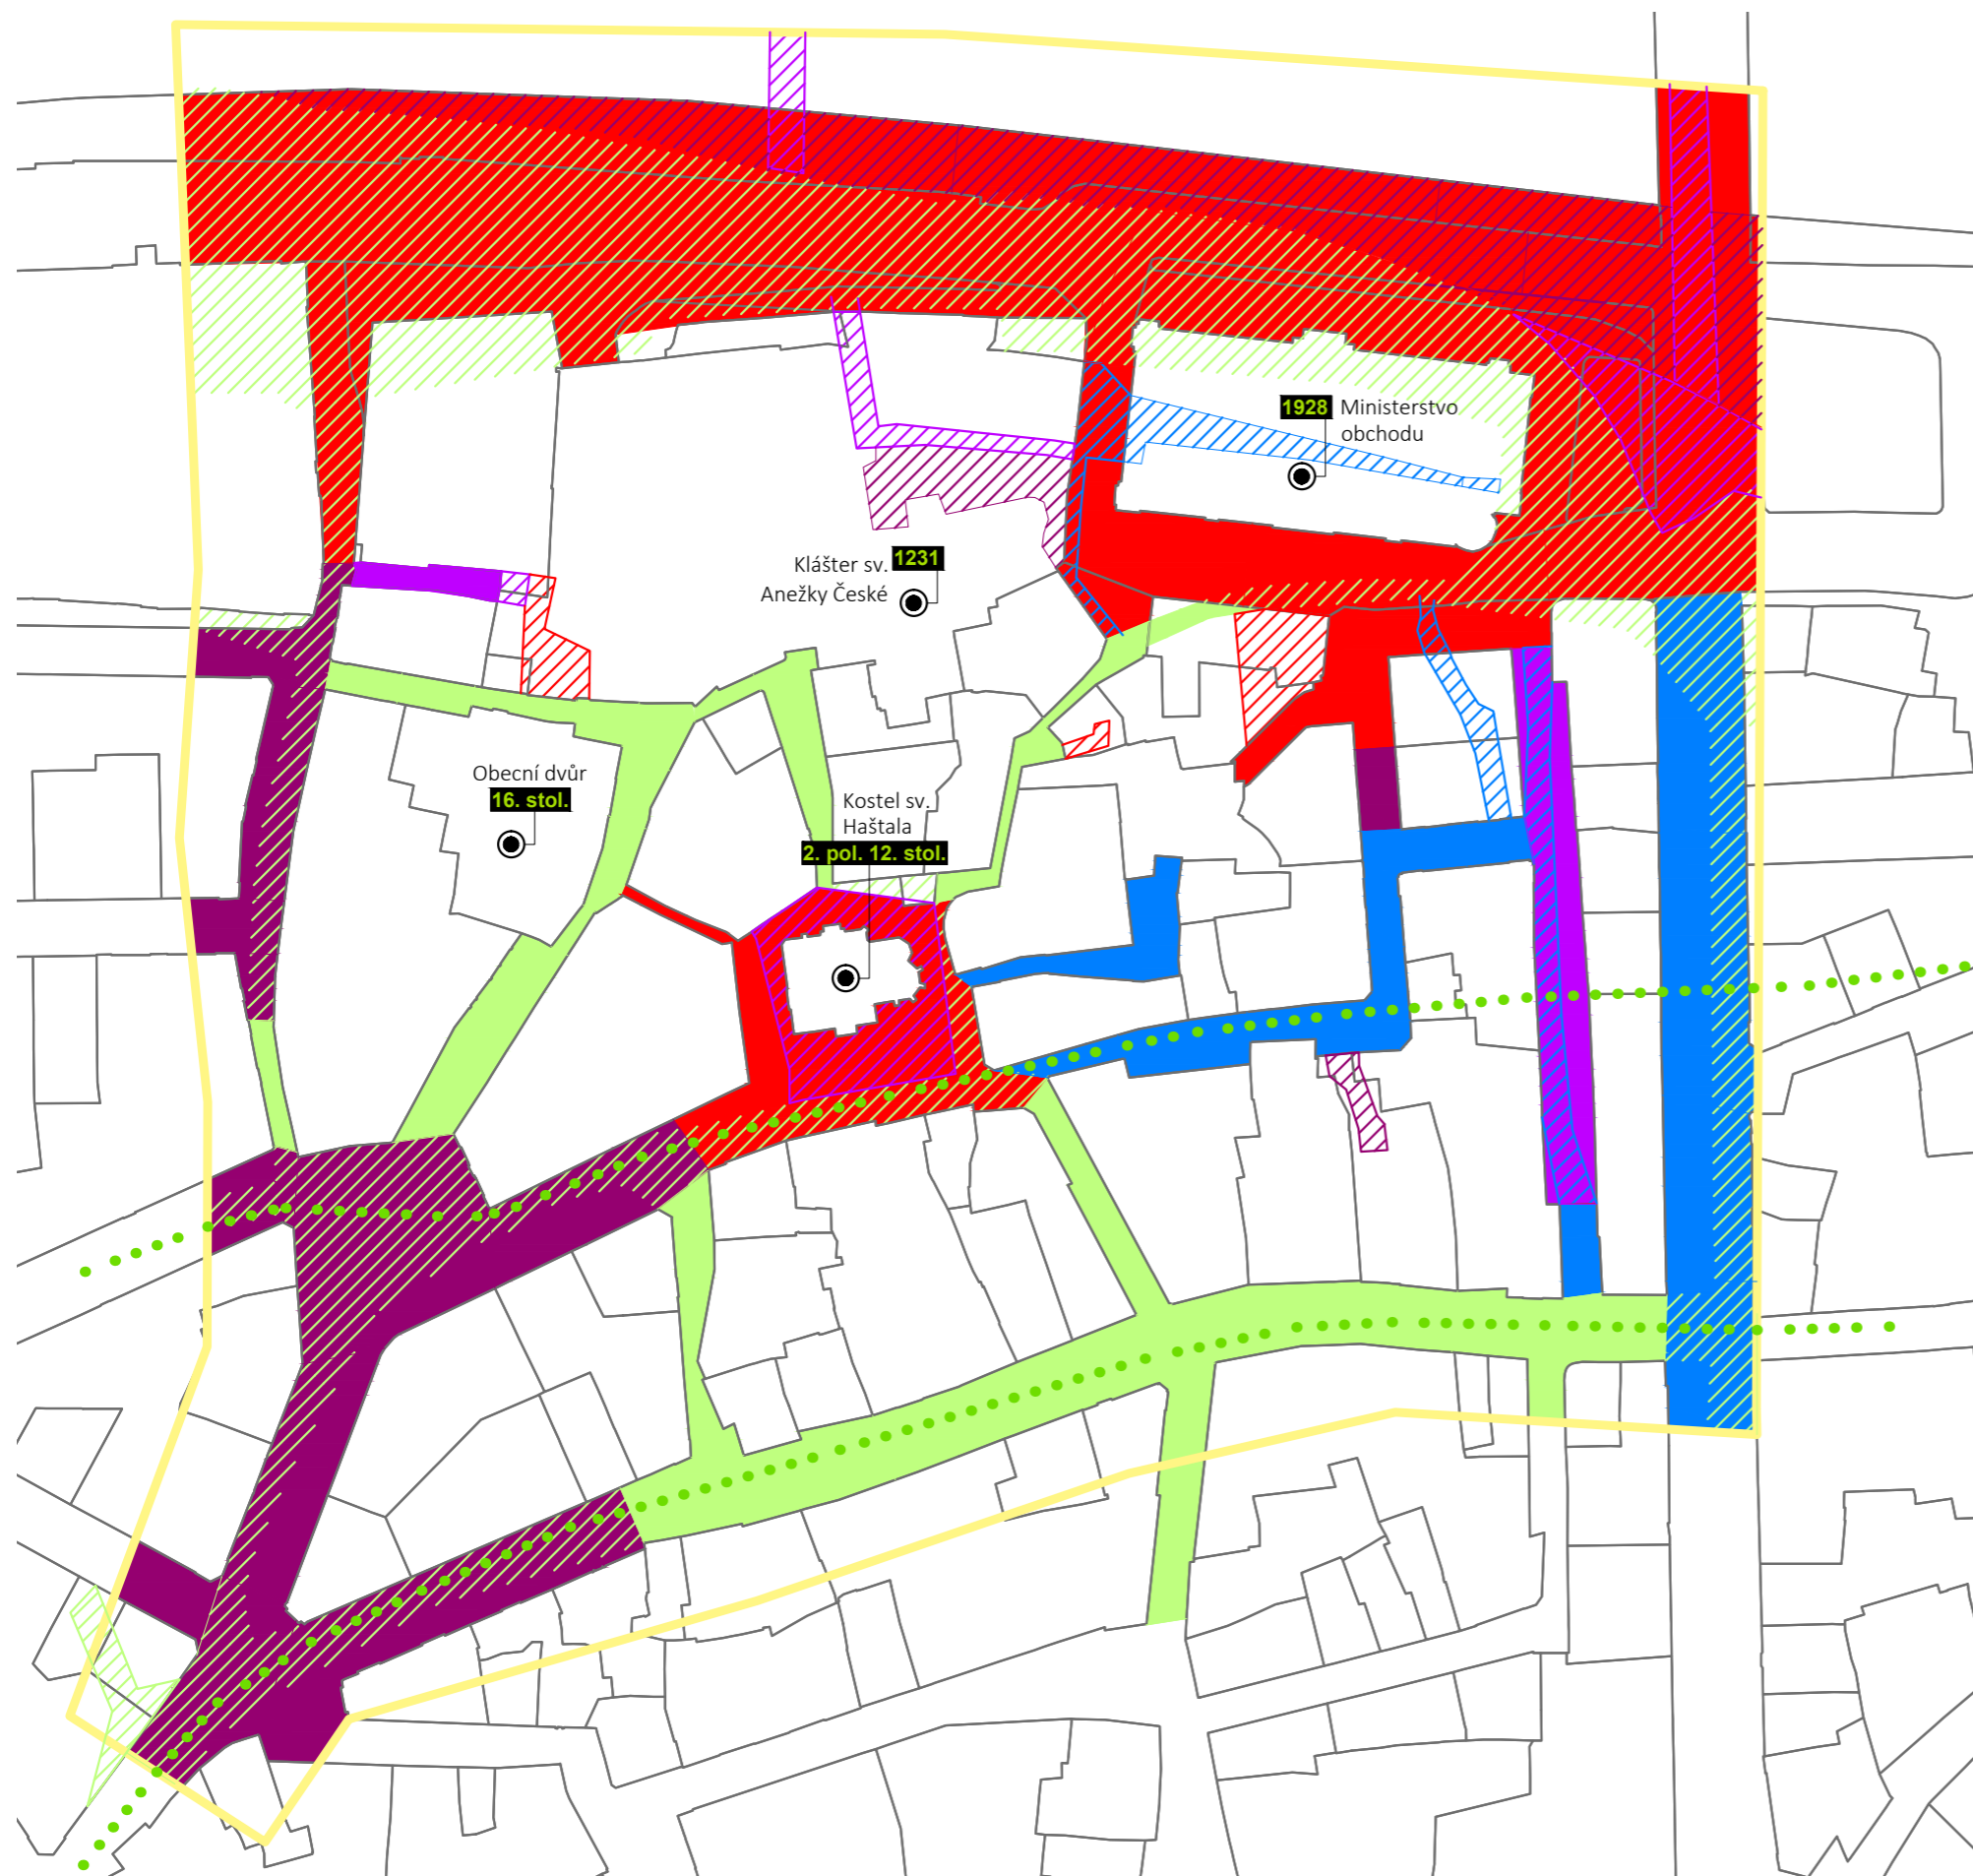 1928 Ministerstvo
obchodu
Klášter sv. 1231
Anežky České
Obecní dvůr
16. stol.
Kostel sv.
Haštala
2. pol. 12. stol.